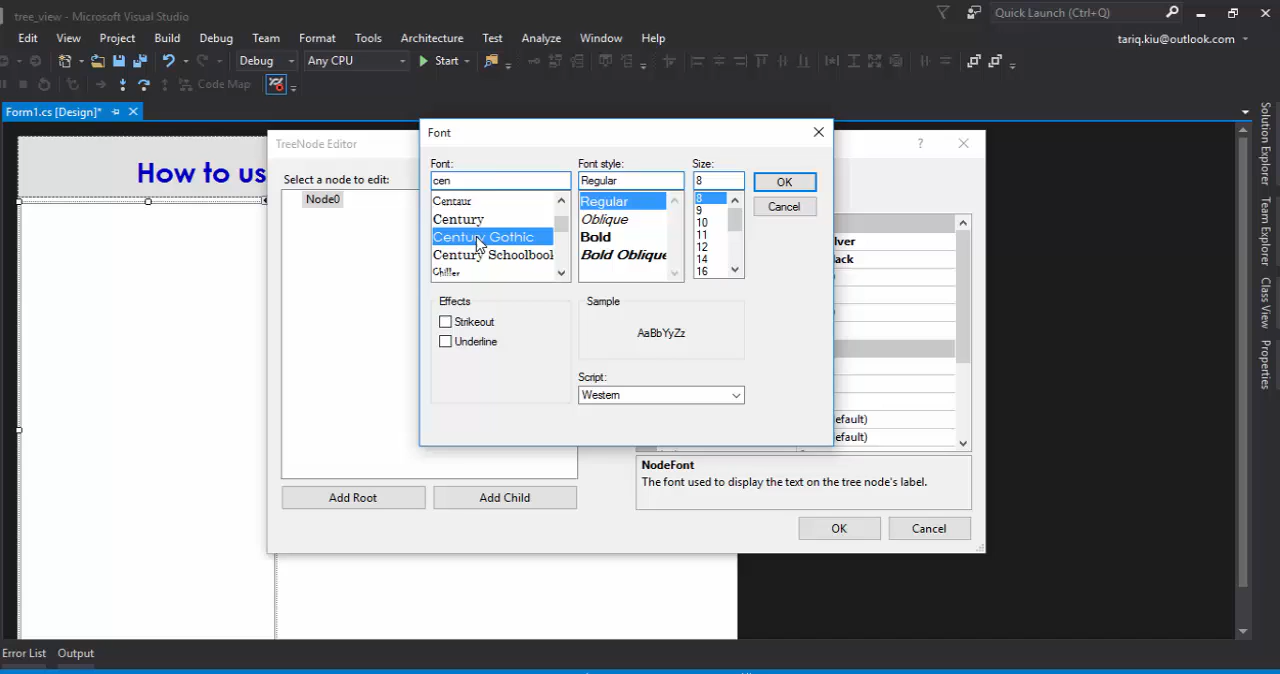 tree_view - Microsoft Visual Studio
Quick Launch (Ctrl+Q)
Edit View Project Build Debug Team Format Tools Architecture Test Analyze Window Help
tariq.kiu@outlook.com
Debug Any CPU Start
Code Map
Form1.cs [Design]*
How to us
TreeNode Editor
Select a node to edit:
Node0
Font
Font: Font style: Size:
cen Regular 8
OK
Cancel
Centaur
Century
Century Gothic
Century Schoolbook
Chiller
Regular
Oblique
Bold
Bold Oblique
8
9
10
11
12
14
16
Effects
Strikeout
Underline
Sample
AaBbYyZz
Script:
Western
lver
ack
efault)
efault)
NodeFont
The font used to display the text on the tree node's label.
Add Root Add Child
OK Cancel
Solution Explorer
Team Explorer
Class View
Properties
Error List Output